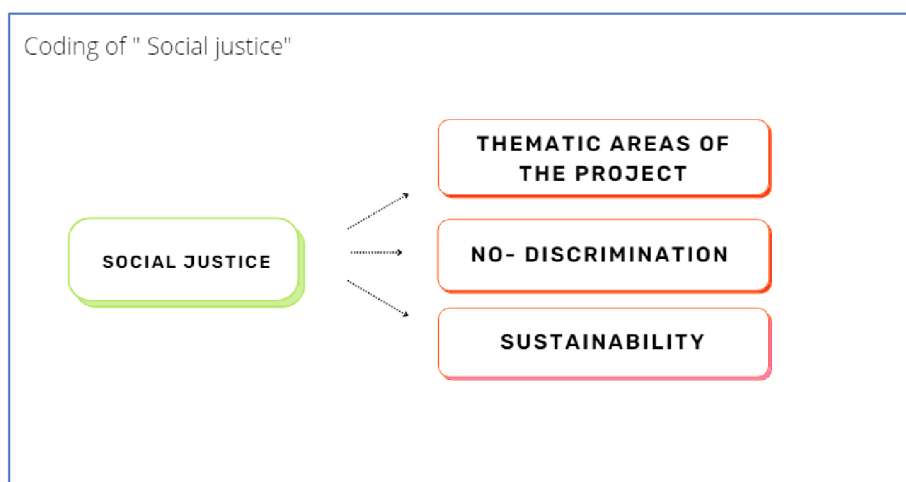 Coding of " Social justice"
THEMATIC AREAS OF
THE PROJECT
SOCIAL JUSTICE
NO- DISCRIMINATION
SUSTAINABILITY